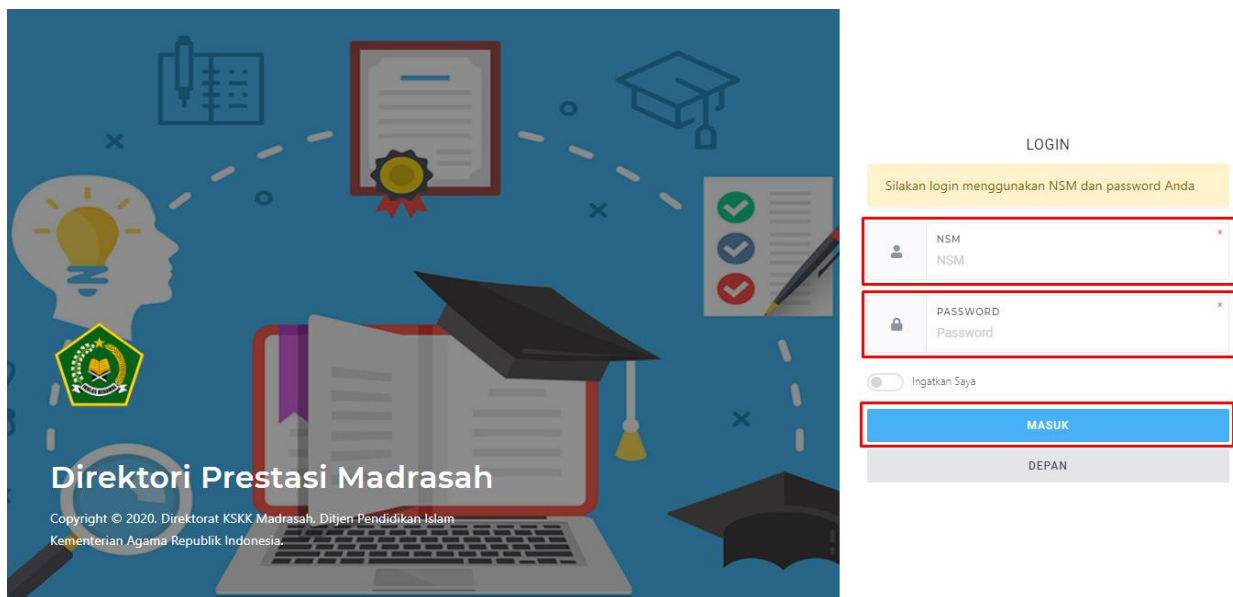 Direktori Prestasi Madrasah
Copyright © 2020. Direktorat KSKK Madrasah. Ditjen Pendidikan Islam
Kementerian Agama Republik Indonesia.
LOGIN
Silakan login menggunakan NSM dan password Anda
NSM *
NSM
PASSWORD *
Password
Ingatkan Saya
MASUK
DEPAN